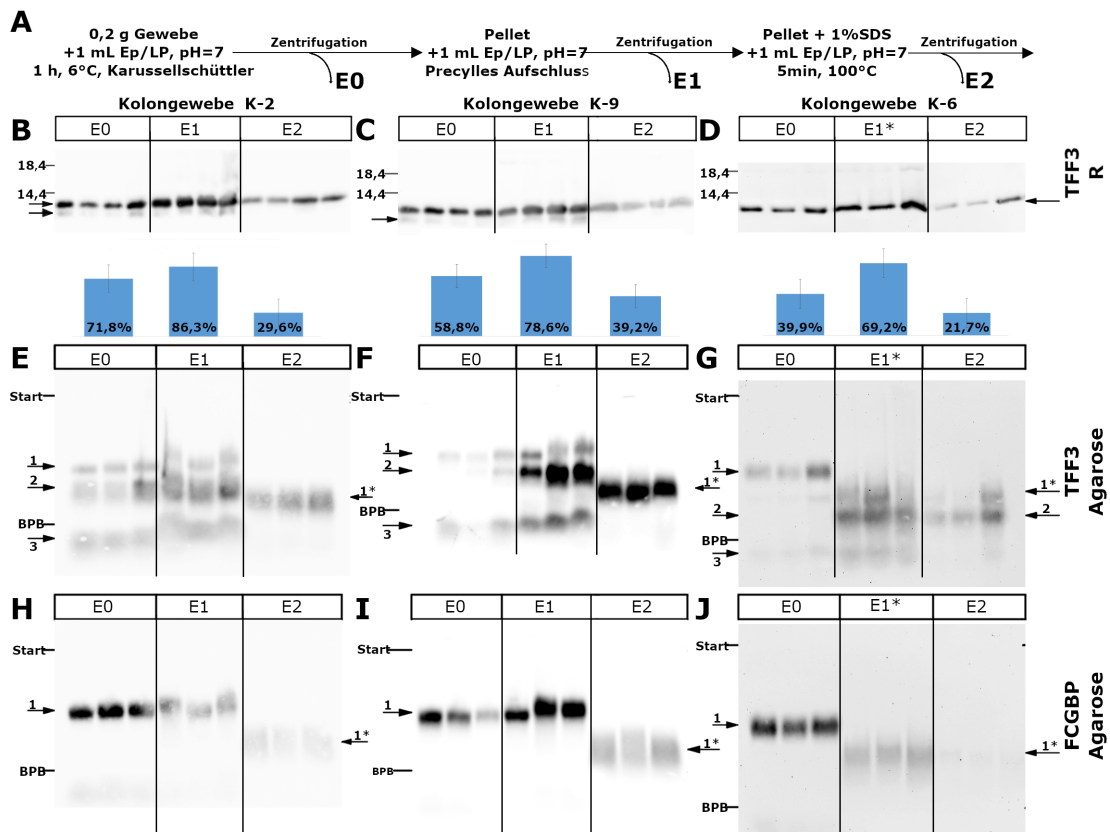 A
0,2 g Gewebe
+1 mL Ep/LP, pH=7
1 h, 6°C, Karussellschüttler
Zentrifugation
E0
Pellet
+1 mL Ep/LP, pH=7
Precylles Aufschluss
Zentrifugation
E1
Pellet + 1%SDS
+1 mL Ep/LP, pH=7
5min, 100°C
Zentrifugation
E2
Kolongewebe K-2
Kolongewebe K-9
Kolongewebe K-6
B E0 E1 E2
C E0 E1 E2
D E0 E1* E2
18,4
14,4
18,4
14,4
18,4
14,4
TFF3
R
71,8% 86,3% 29,6%
58,8% 78,6% 39,2%
39,9% 69,2% 21,7%
E E0 E1 E2
F E0 E1 E2
G E0 E1* E2
Start
1
2
BPB
3
1*
Start
1
2
BPB
3
1*
Start
1
2
BPB
3
1*
2
TFF3
Agarose
H E0 E1 E2
I E0 E1 E2
J E0 E1* E2
Start
1
BPB
1*
Start
1
BPB
1*
Start
1
BPB
1*
FCGBP
Agarose